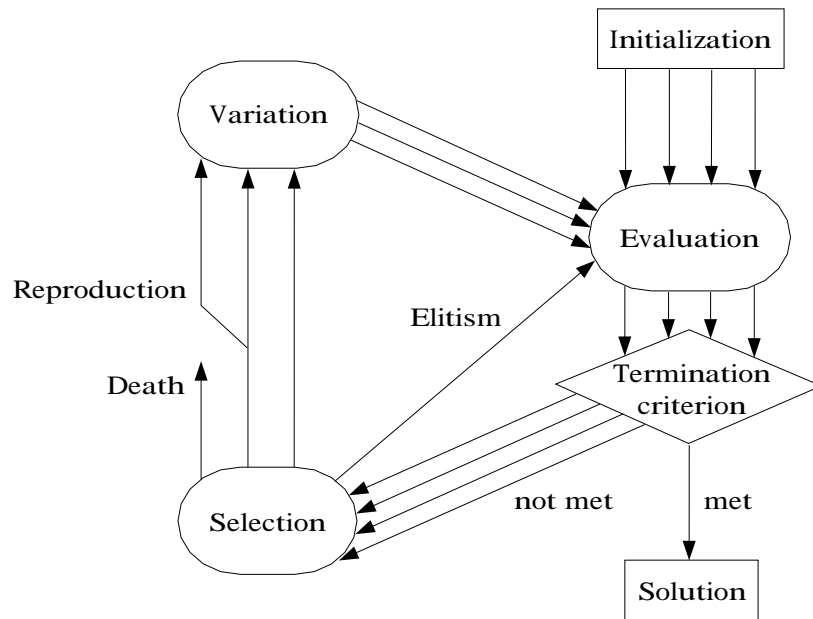 Initialization
Variation
Evaluation
Reproduction
Elitism
Death
Termination
criterion
not met
met
Selection
Solution